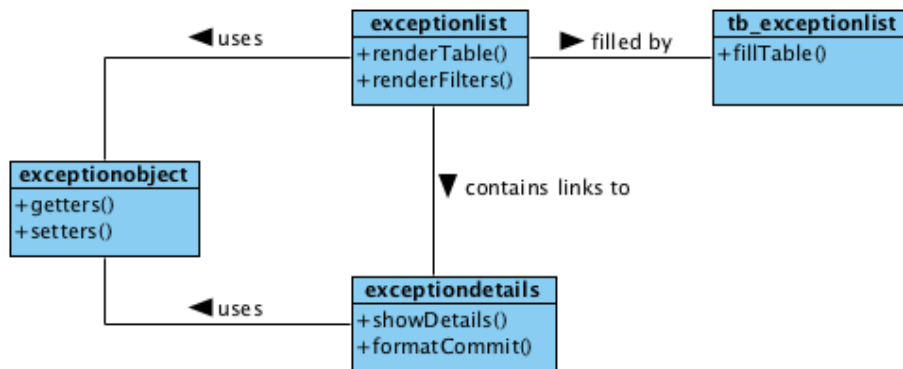 exceptionlist
+renderTable()
+renderFilters()
uses
filled by
tb_exceptionlist
+fillTable()
exceptionobject
+getters()
+setters()
contains links to
uses
exceptiondetails
+showDetails()
+formatCommit()